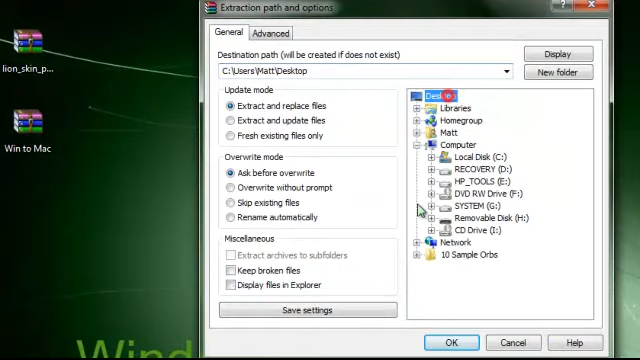 Extraction path and options
General
Advanced
Destination path (will be created if does not exist)
C:\Users\Matt\Desktop
Display
New folder
Update mode
Extract and replace files
Extract and update files
Fresh existing files only
Overwrite mode
Ask before overwrite
Overwrite without prompt
Skip existing files
Rename automatically
Miscellaneous
Extract archives to subfolders
Keep broken files
Display files in Explorer
Save settings
Desktop
Libraries
Homegroup
Matt
Computer
Local Disk (C:)
RECOVERY (D:)
HP_TOOLS (E:)
DVD RW Drive (F:)
SYSTEM (G:)
Removable Disk (H:)
CD Drive (I:)
Network
10 Sample Orbs
OK
Cancel
Help
lion_skin_p...
Win to Mac
Wind